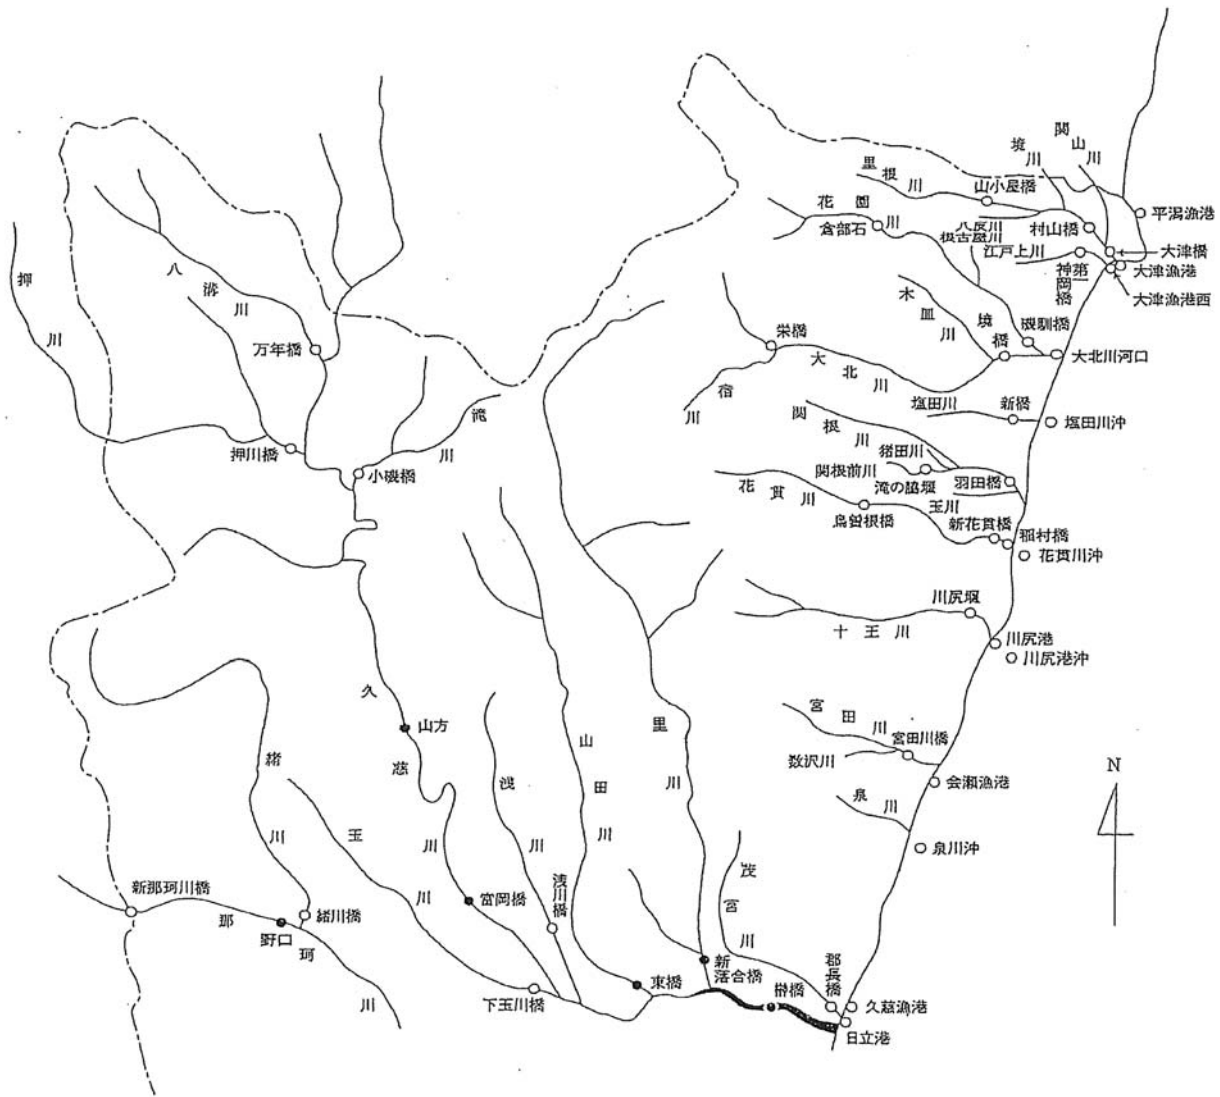 関山川
境川
里根川
山小屋橋
花園川
倉部石
平潟漁港
八反川
根古屋川
村山橋
江戸上川
大津橋
神岡第一橋
大津漁港
大津漁港西
押川
八溝川
木皿川
境橋
磯馴橋
万年橋
栄橋
大北川
大北川河口
宿川
塩田川
新橋
塩田川沖
滝川
関根川
猪田川
押川橋
小磯橋
関根前川
滝の脇堰
羽田橋
花貫川
玉川
鳥曽根橋
新花貫橋
稲村橋
花貫川沖
川尻堰
十王川
川尻港
川尻港沖
久慈川
山方
里川
宮田川
宮田川橋
数沢川
会瀬漁港
緒川
浅川
山田川
N
泉川
泉川沖
玉川
茂宮川
新那珂川橋
那珂川
野口
緒川橋
富岡橋
浅川橋
下玉川橋
東橋
新落合橋
榊橋
郡長橋
久慈漁港
日立港